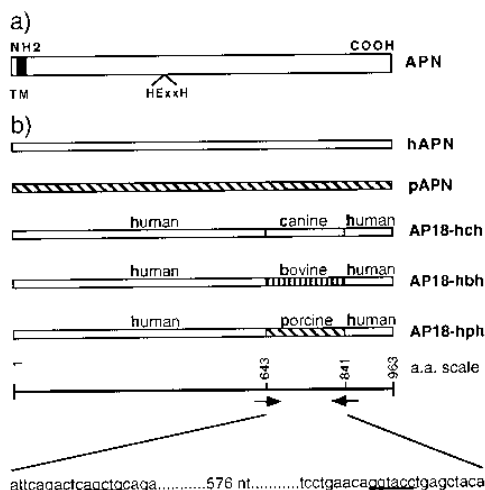 a)
NH2 COOH
APN
TM HExxH
b)
hAPN
pAPN
human canine human AP18-hch
human bovine human AP18-hbh
human porcine human AP18-hph
1 643 841 963 a.a. scale
attcagactcagctgcaga..........576 nt..........tcctgaacaggtacctgagctaca